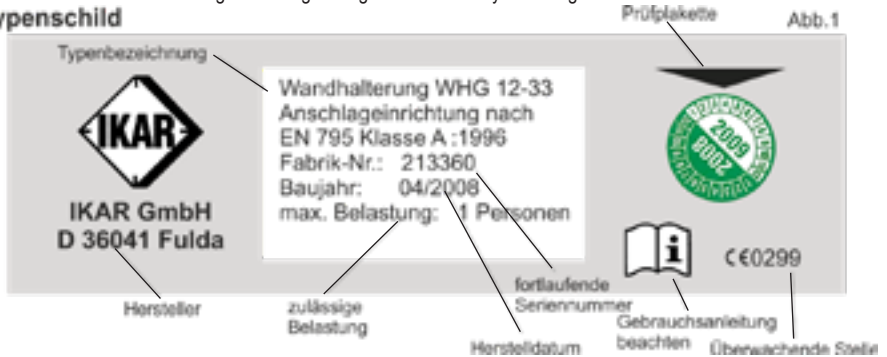 ypenschild
Prüfplakette
Abb.1
Typenbezeichnung
IKAR
IKAR GmbH
D 36041 Fulda
Wandhalterung WHG 12-33
Anschlageinrichtung nach
EN 795 Klasse A :1996
Fabrik-Nr.: 213360
Baujahr: 04/2008
max. Belastung: 1 Personen
2009
2008
i
C€0299
Hersteller
zulässige
Belastung
fortlaufende
Seriennummer
Herstelldatum
Gebrauchsanleitung
beachten
Überwachende Stelle